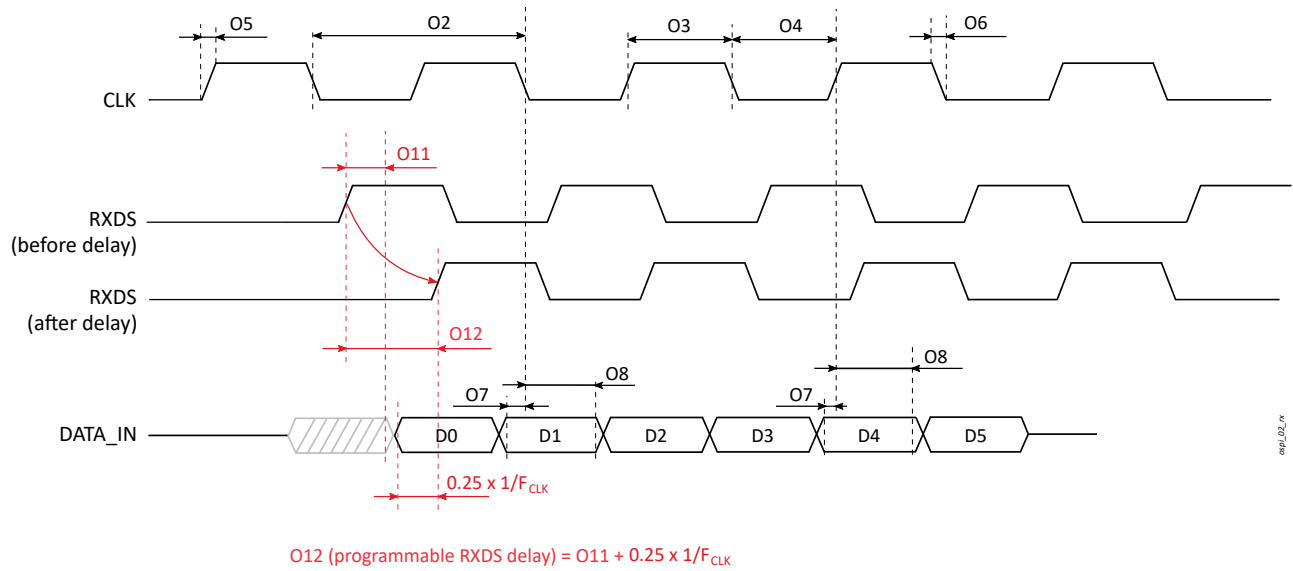 O5
O2
O3
O4
O6
CLK
O11
RXDS
(before delay)
RXDS
(after delay)
O12
O7
O8
O7
O8
DATA_IN
D0
D1
D2
D3
D4
D5
0.25 x 1/FCLK
O12 (programmable RXDS delay) = O11 + 0.25 x 1/FCLK
ospi_02_rx